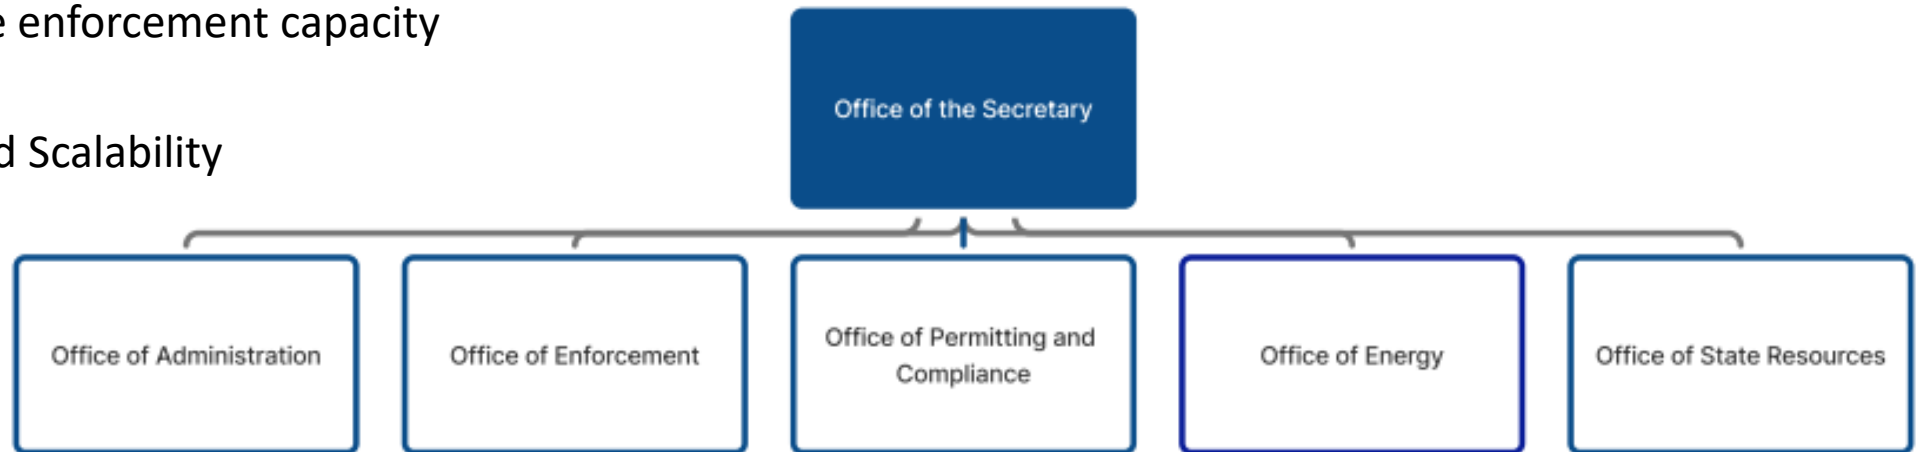 e enforcement capacity
d Scalability
Office of the Secretary
Office of Administration
Office of Enforcement
Office of Permitting and
Compliance
Office of Energy
Office of State Resources